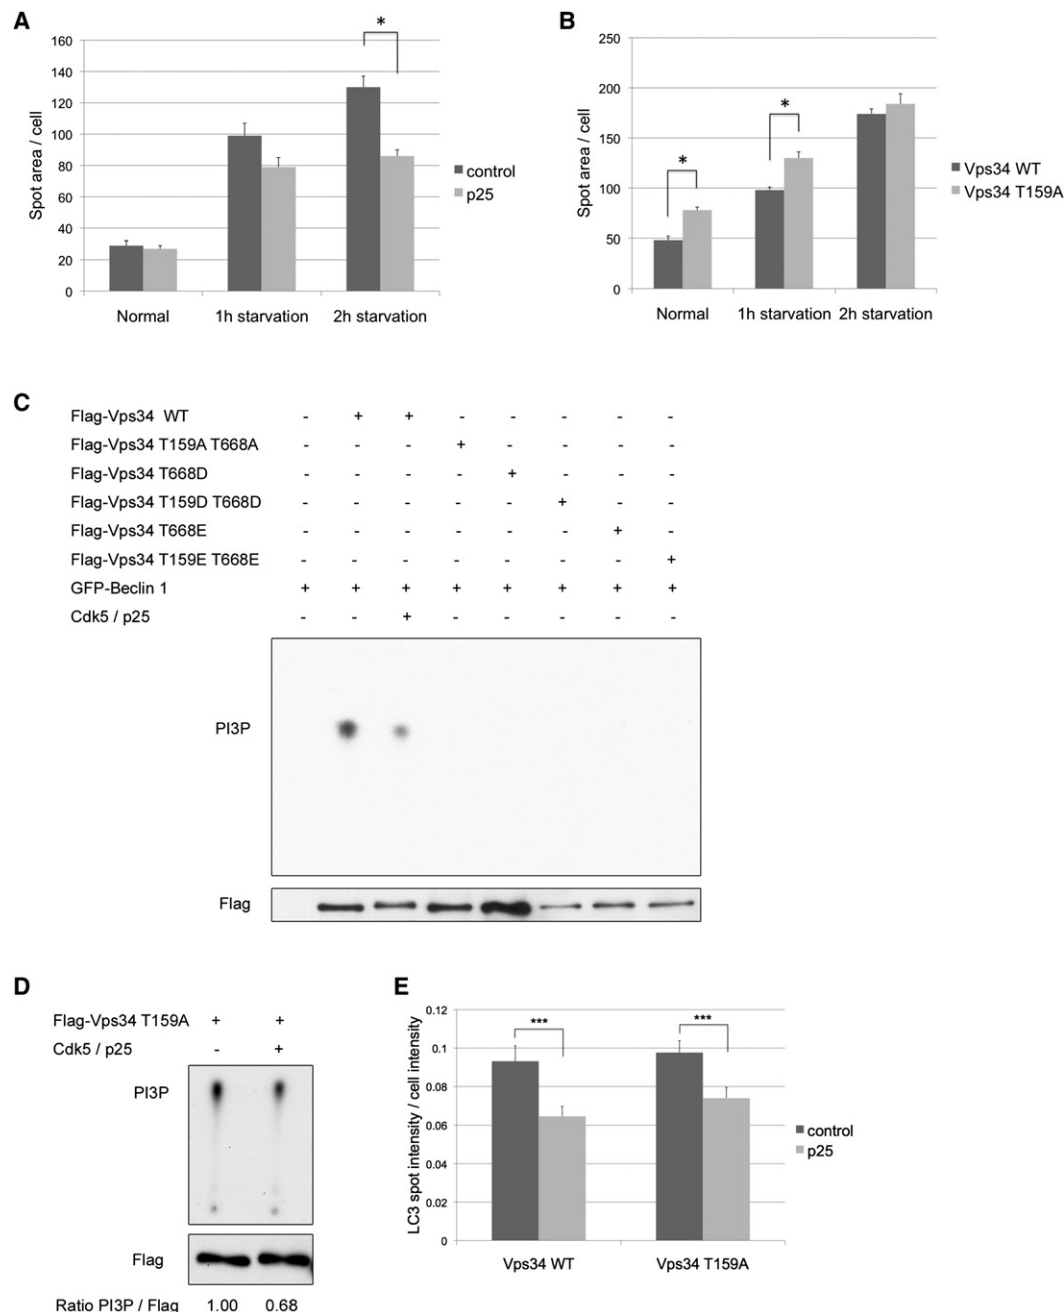 A
B
160
140
120
100
80
60
40
20
0
Spot area / cell
*
Normal
1h starvation
2h starvation
control
p25
250
200
150
100
50
0
Spot area / cell
*
*
Normal
1h starvation
2h starvation
Vps34 WT
Vps34 T159A
C
Flag-Vps34 WT - + + - - - - -
Flag-Vps34 T159A T668A - - - + - - - -
Flag-Vps34 T668D - - - - + - - -
Flag-Vps34 T159D T668D - - - - - + - -
Flag-Vps34 T668E - - - - - - + -
Flag-Vps34 T159E T668E - - - - - - - +
GFP-Beclin 1 + + + + + + + +
Cdk5 / p25 - - + - - - - -
PI3P
Flag
D
Flag-Vps34 T159A + +
Cdk5 / p25 - +
PI3P
Flag
Ratio PI3P / Flag 1.00 0.68
E
0.12
0.1
0.08
0.06
0.04
0.02
0
LC3 spot intensity / cell intensity
***
***
Vps34 WT
Vps34 T159A
control
p25